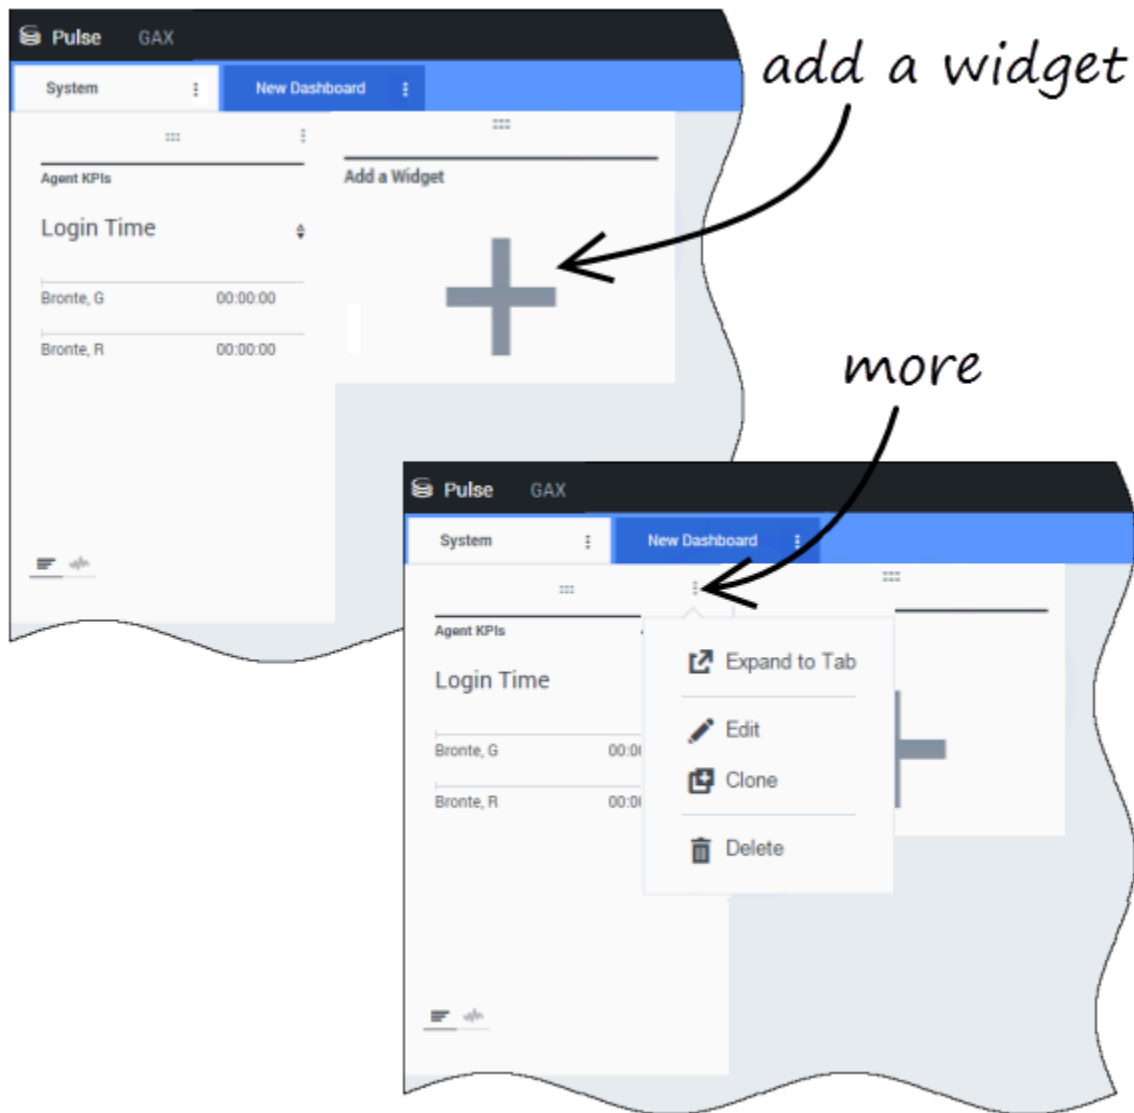 Pulse GAX
add a widget
System New Dashboard
Agent KPIs
Add a Widget
Login Time
Bronte, G 00:00:00
Bronte, R 00:00:00
more
Pulse GAX
System New Dashboard
Agent KPIs
Expand to Tab
Login Time
Edit
Bronte, G
Clone
Bronte, R
Delete